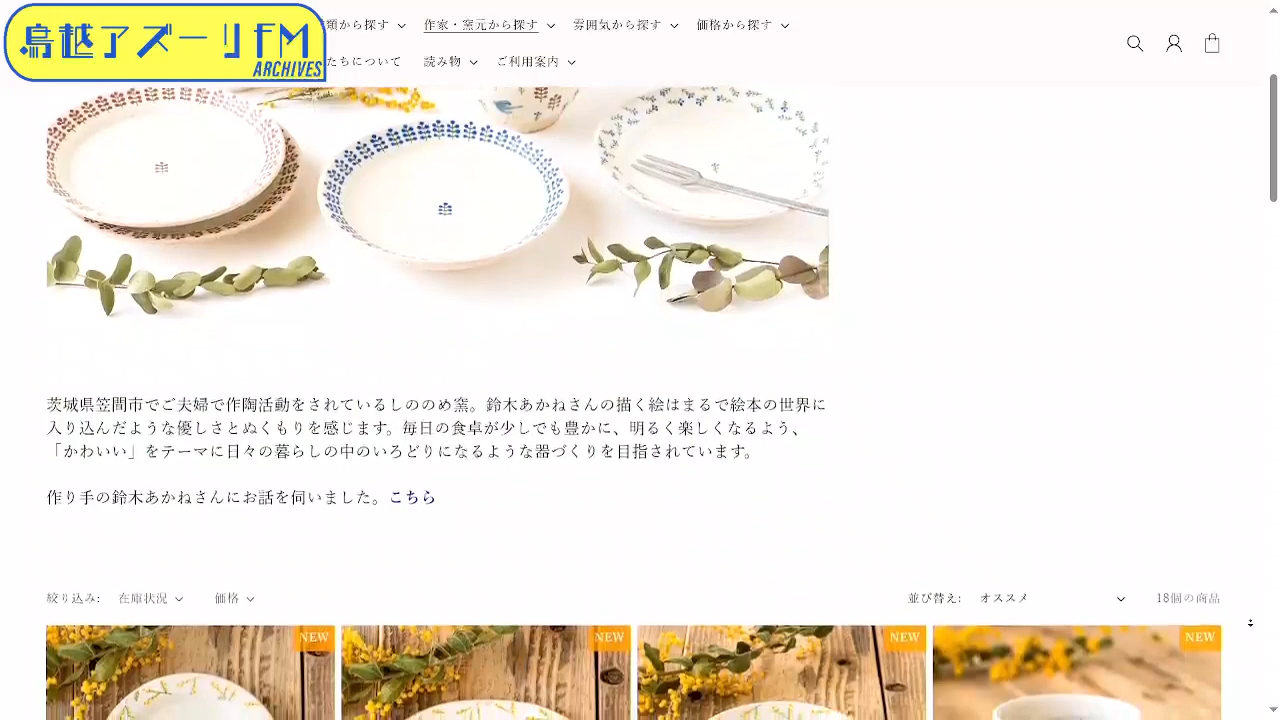 鳥越アズーリFM
ARCHIVES
類から探す 作家・窯元から探す 雰囲気から探す 価格から探す
たちについて 読み物 ご利用案内
茨城県笠間市でご夫婦で作陶活動をされているしののめ窯。鈴木あかねさんの描く絵はまるで絵本の世界に
入り込んだような優しさとぬくもりを感じます。毎日の食卓が少しでも豊かに、明るく楽しくなるよう、
「かわいい」をテーマに日々の暮らしの中のいろどりになるような器づくりを目指されています。
作り手の鈴木あかねさんにお話を伺いました。こちら
絞り込み: 在庫状況 価格 並び替え: オススメ 18個の商品
NEW NEW NEW NEW